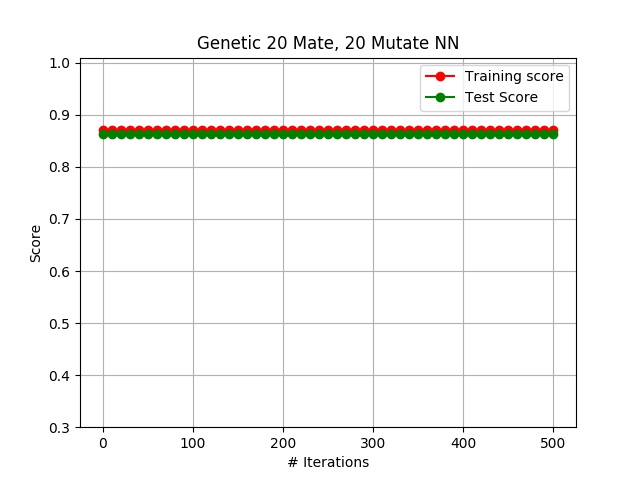 Genetic 20 Mate, 20 Mutate NN
1.0
0.9
0.8
0.7
0.6
0.5
0.4
0.3
Score
Training score
Test Score
0 100 200 300 400 500
# Iterations